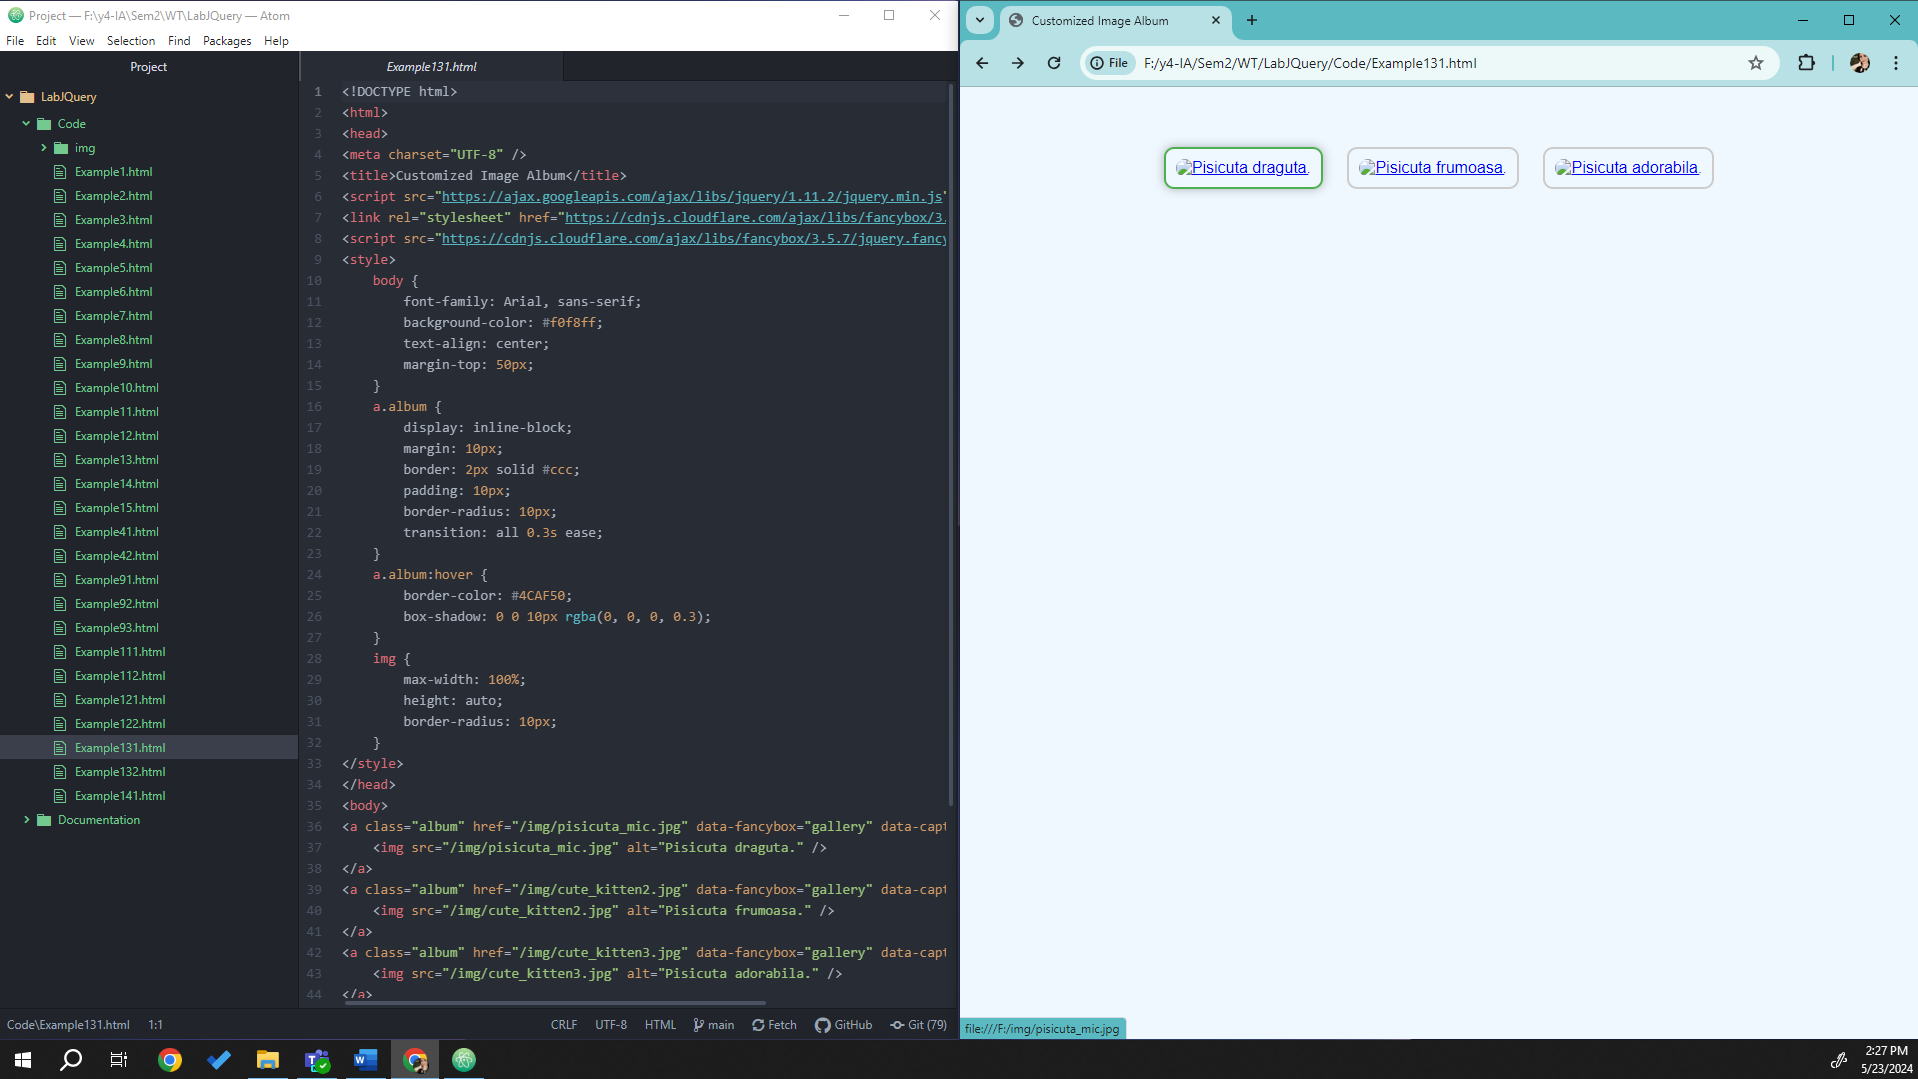 Project — F:\y4-IA\Sem2\WT\LabJQuery — Atom
File Edit View Selection Find Packages Help
Project
LabJQuery
Code
img
Example1.html
Example2.html
Example3.html
Example4.html
Example5.html
Example6.html
Example7.html
Example8.html
Example9.html
Example10.html
Example11.html
Example12.html
Example13.html
Example14.html
Example15.html
Example41.html
Example42.html
Example91.html
Example92.html
Example93.html
Example111.html
Example112.html
Example121.html
Example122.html
Example131.html
Example132.html
Example141.html
Documentation
Example131.html
1 <!DOCTYPE html>
2 <html>
3 <head>
4 <meta charset="UTF-8" />
5 <title>Customized Image Album</title>
6 <script src="https://ajax.googleapis.com/ajax/libs/jquery/1.11.2/jquery.min.js"
7 <link rel="stylesheet" href="https://cdnjs.cloudflare.com/ajax/libs/fancybox/3.
8 <script src="https://cdnjs.cloudflare.com/ajax/libs/fancybox/3.5.7/jquery.fancy
9 <style>
10 body {
11 font-family: Arial, sans-serif;
12 background-color: #f0f8ff;
13 text-align: center;
14 margin-top: 50px;
15 }
16 a.album {
17 display: inline-block;
18 margin: 10px;
19 border: 2px solid #ccc;
20 padding: 10px;
21 border-radius: 10px;
22 transition: all 0.3s ease;
23 }
24 a.album:hover {
25 border-color: #4CAF50;
26 box-shadow: 0 0 10px rgba(0, 0, 0, 0.3);
27 }
28 img {
29 max-width: 100%;
30 height: auto;
31 border-radius: 10px;
32 }
33 </style>
34 </head>
35 <body>
36 <a class="album" href="/img/pisicuta_mic.jpg" data-fancybox="gallery" data-capt
37 <img src="/img/pisicuta_mic.jpg" alt="Pisicuta draguta." />
38 </a>
39 <a class="album" href="/img/cute_kitten2.jpg" data-fancybox="gallery" data-capt
40 <img src="/img/cute_kitten2.jpg" alt="Pisicuta frumoasa." />
41 </a>
42 <a class="album" href="/img/cute_kitten3.jpg" data-fancybox="gallery" data-capt
43 <img src="/img/cute_kitten3.jpg" alt="Pisicuta adorabila." />
44 </a>
Code\Example131.html 1:1 CRLF UTF-8 HTML main Fetch GitHub Git (79)
Customized Image Album
File F:/y4-IA/Sem2/WT/LabJQuery/Code/Example131.html
Pisicuta draguta. Pisicuta frumoasa. Pisicuta adorabila.
file:///F:/img/pisicuta_mic.jpg
2:27 PM
5/23/2024